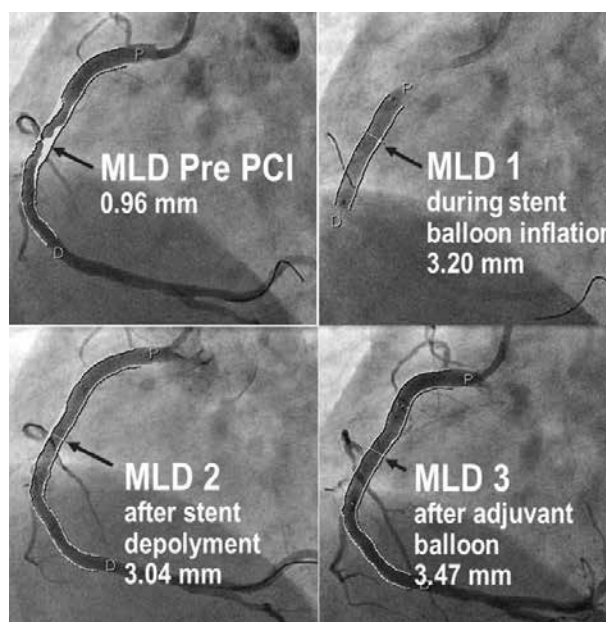 P
MLD Pre PCI
0.96 mm
D
P
MLD 1
during stent
balloon inflation
3.20 mm
D
P
MLD 2
after stent
depolyment
3.04 mm
D
P
MLD 3
after adjuvant
balloon
3.47 mm
D